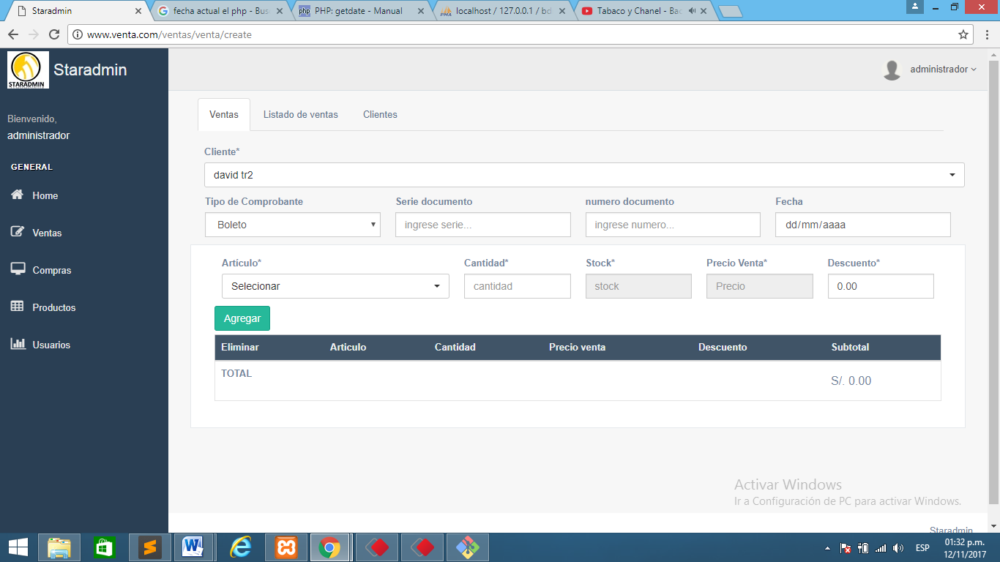 Staradmin
fecha actual el php - Bus
PHP: getdate - Manual
localhost / 127.0.0.1 / bd
Tabaco y Chanel - Bac
www.venta.com/ventas/venta/create
STARADMIN
Staradmin
administrador
Bienvenido,
administrador
GENERAL
Home
Ventas
Compras
Productos
Usuarios
Ventas Listado de ventas Clientes
Cliente*
david tr2
Tipo de Comprobante Serie documento numero documento Fecha
Boleto ingrese serie... ingrese numero... dd/mm/aaaa
Artículo* Cantidad* Stock* Precio Venta* Descuento*
Selecionar cantidad stock Precio 0.00
Agregar
Eliminar Articulo Cantidad Precio venta Descuento Subtotal
TOTAL
S/. 0.00
Activar Windows
Ir a Configuración de PC para activar Windows.
Staradmin
ESP
01:32 p.m.
12/11/2017